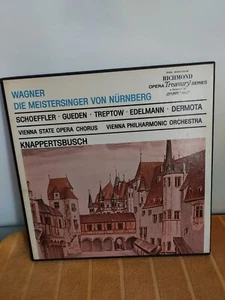 RICHMOND
OPERA Treasury SERIES
WAGNER
DIE MEISTERSINGER VON NÜRNBERG
SCHOEFFLER · GUEDEN · TREPTOW · EDELMANN · DERMOTA
VIENNA STATE OPERA CHORUS VIENNA PHILHARMONIC ORCHESTRA
KNAPPERTSBUSCH